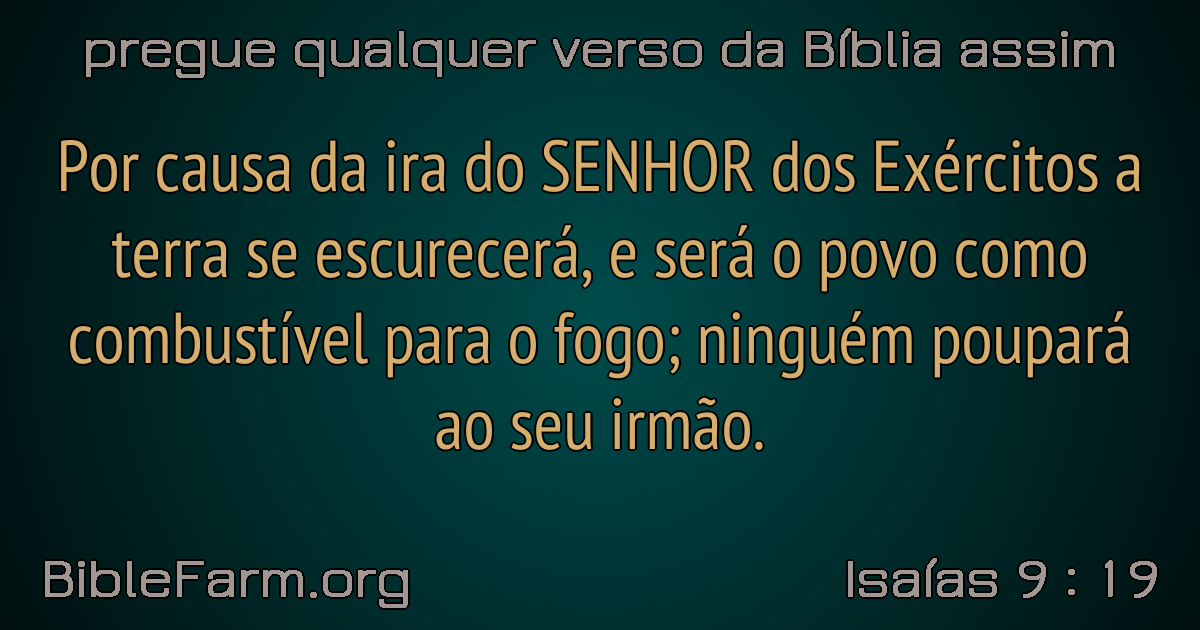 pregue qualquer verso da Bíblia assim
Por causa da ira do SENHOR dos Exércitos a
terra se escurecerá, e será o povo como
combustível para o fogo; ninguém poupará
ao seu irmão.
BibleFarm.org
Isaías 9 : 19